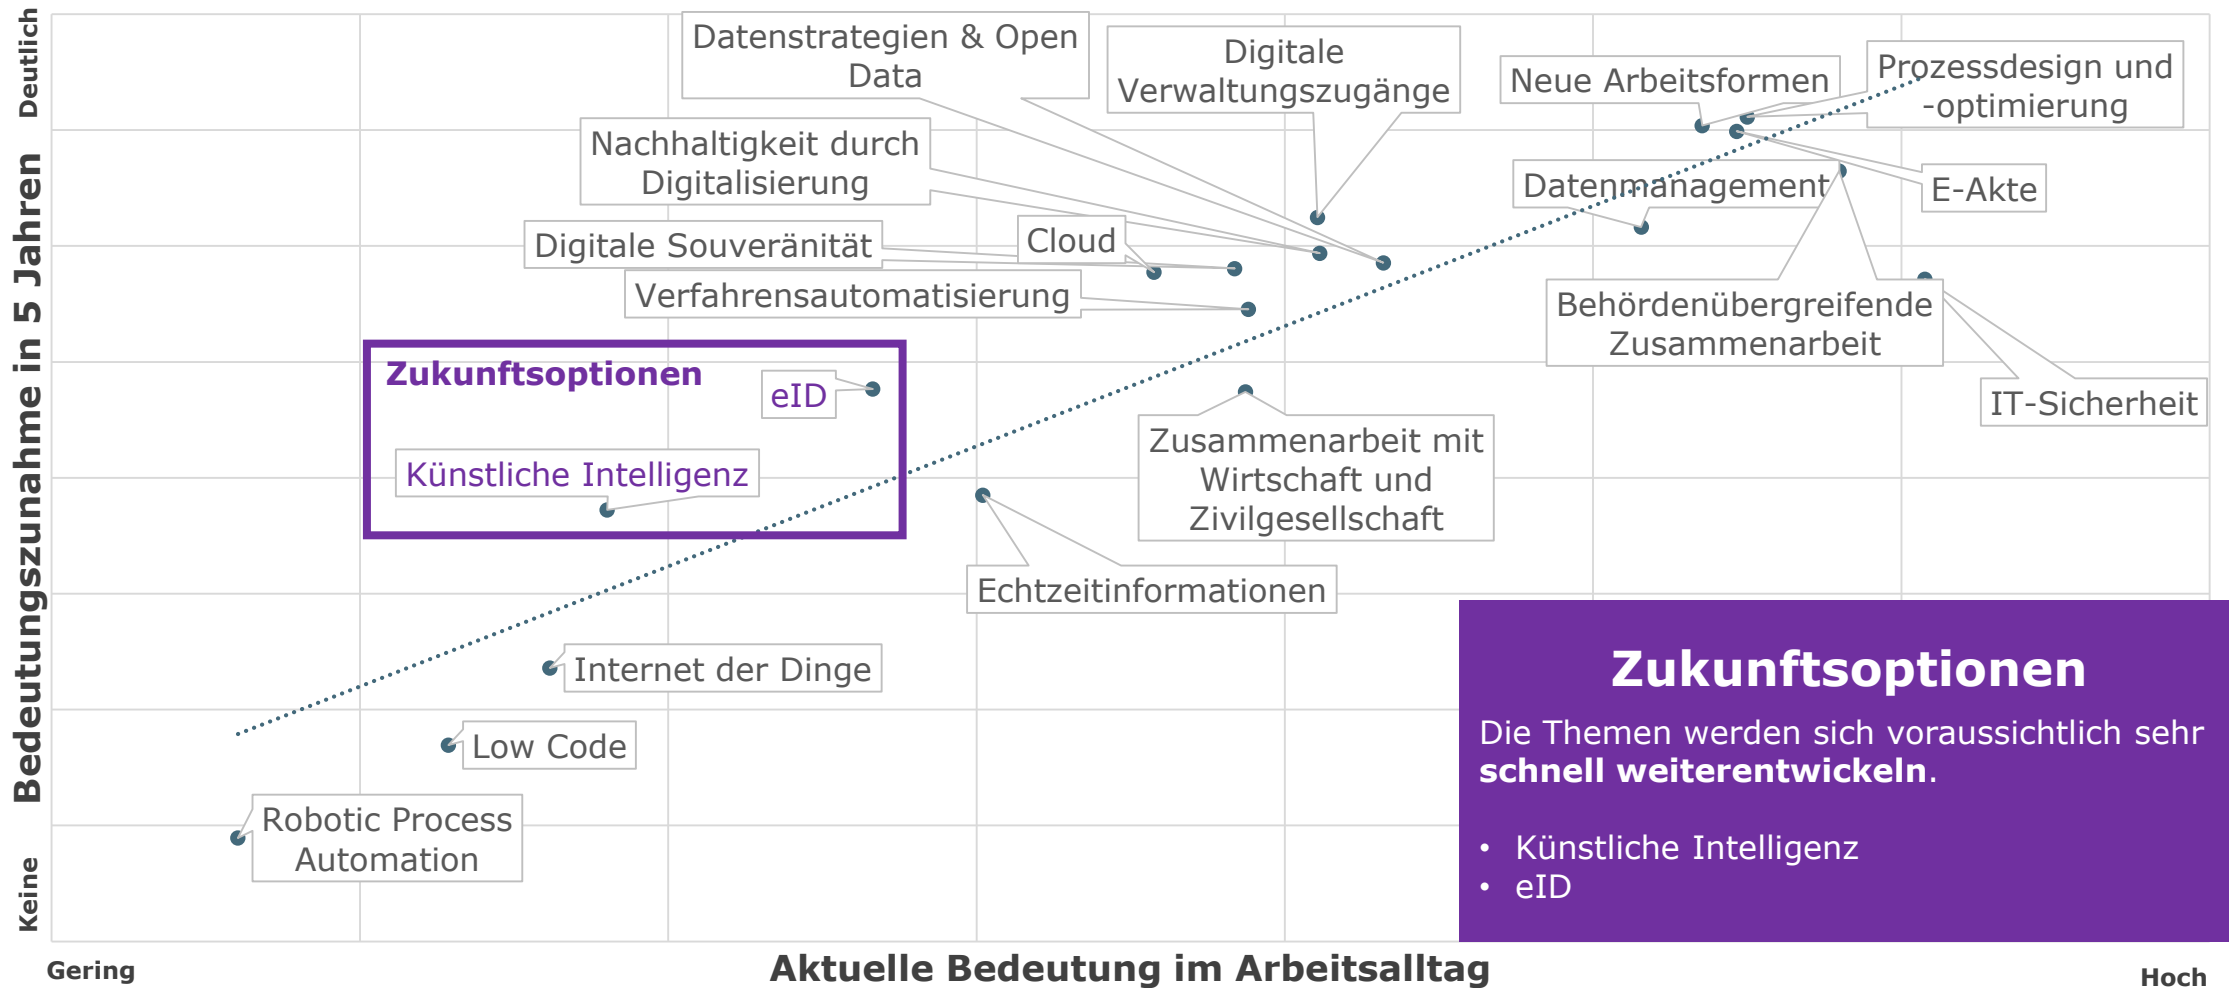 Deutlich
Bedeutungszunahme in 5 Jahren
Keine
Datenstrategien & Open
Data
Digitale
Verwaltungszugänge
Neue Arbeitsformen
Prozessdesign und
-optimierung
Nachhaltigkeit durch
Digitalisierung
Datenmanagement
E-Akte
Digitale Souveränität
Cloud
Verfahrensautomatisierung
Behördenübergreifende
Zusammenarbeit
IT-Sicherheit
Zukunftsoptionen
eID
Künstliche Intelligenz
Zusammenarbeit mit
Wirtschaft und
Zivilgesellschaft
Echtzeitinformationen
Internet der Dinge
Low Code
Robotic Process
Automation
Zukunftsoptionen
Die Themen werden sich voraussichtlich sehr
schnell weiterentwickeln.
• Künstliche Intelligenz
• eID
Gering
Aktuelle Bedeutung im Arbeitsalltag
Hoch